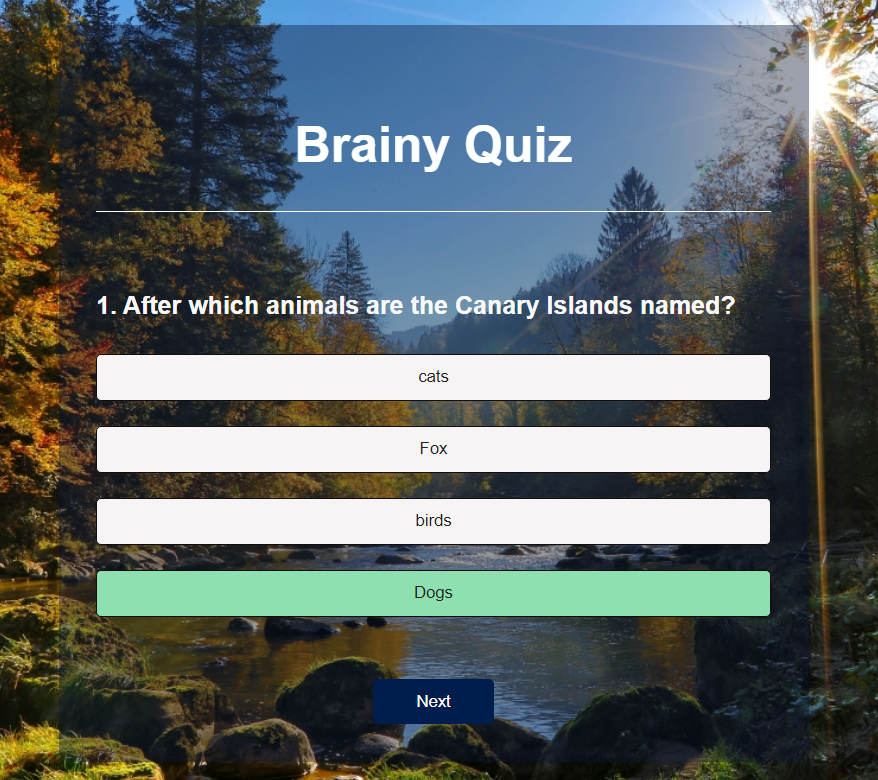 Brainy Quiz
1. After which animals are the Canary Islands named?
cats
Fox
birds
Dogs
Next